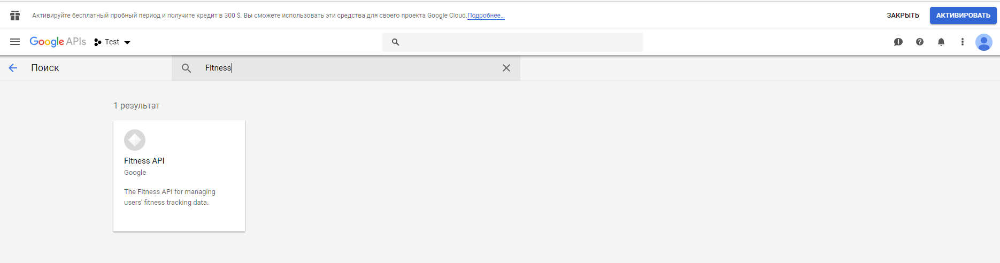 Активируйте бесплатный пробный период и получите кредит в 300 $. Вы сможете использовать эти средства для своего проекта Google Cloud.Подробнее...
ЗАКРЫТЬ
АКТИВИРОВАТЬ
Google APIs
Test
Поиск
Fitness
1 результат
Fitness API
Google
The Fitness API for managing
users' fitness tracking data.